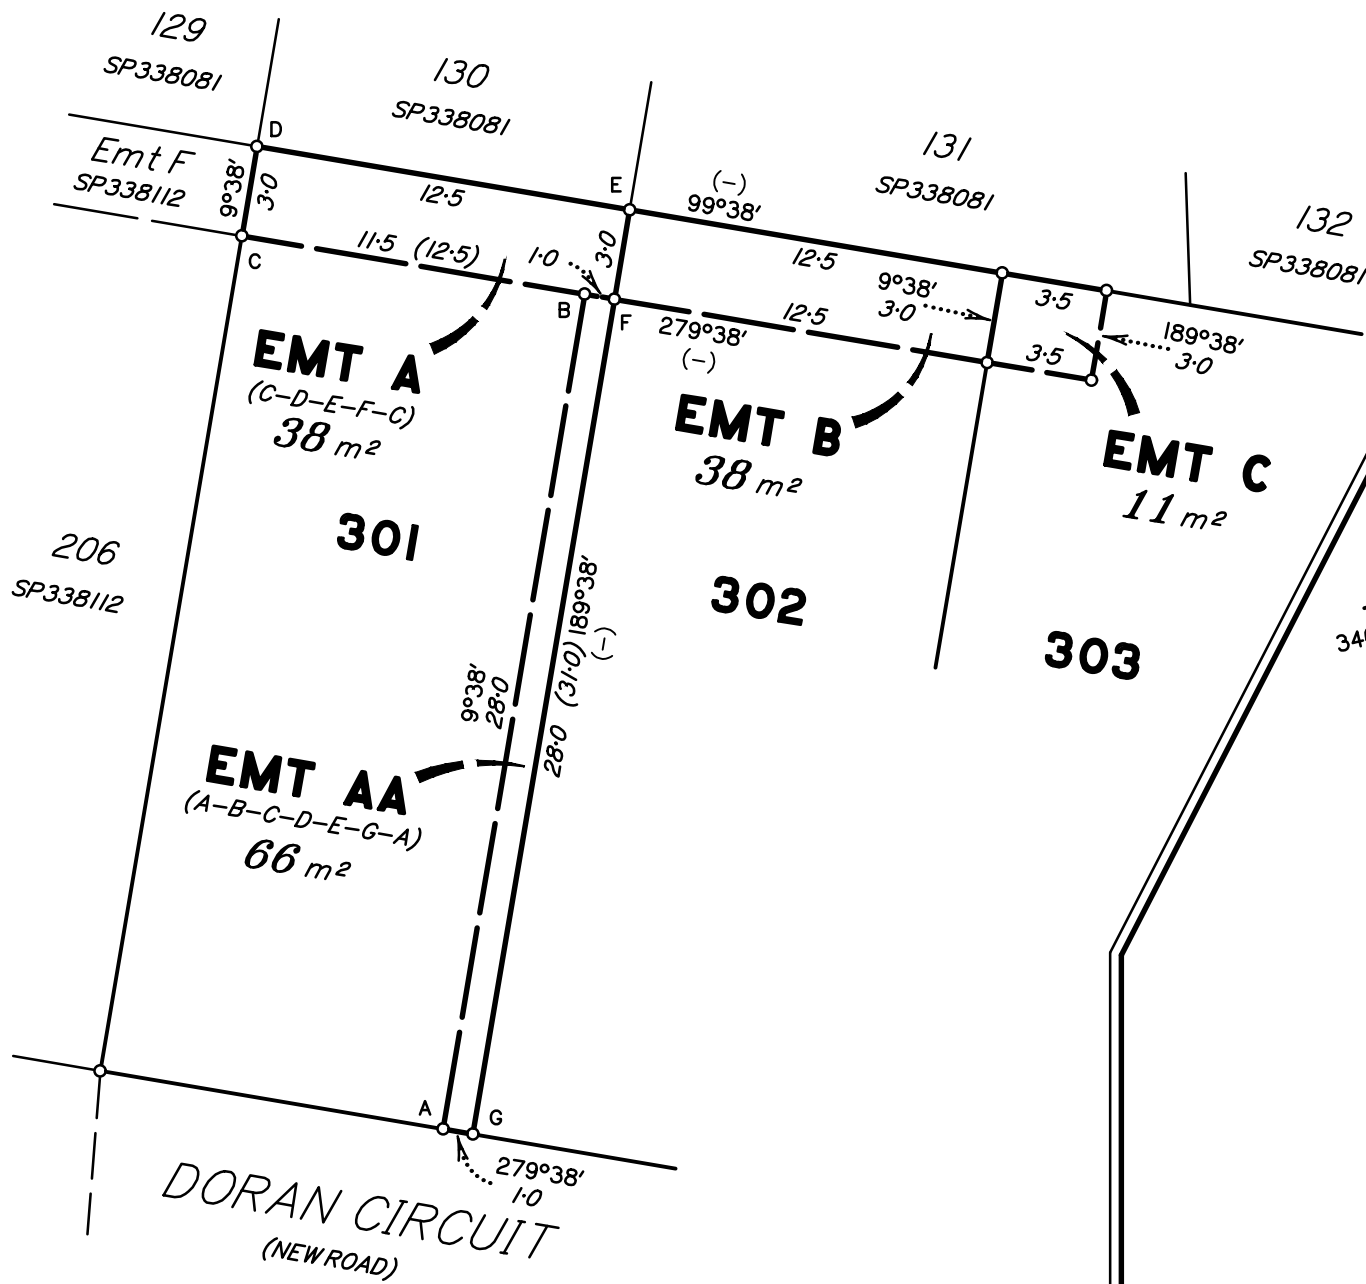 129
SP338081
130
SP338081
131
SP338081
132
SP338081
Emt F
SP338112
D
9°38'
3·0
12·5
E
(-)
99°38'
12·5
C
11·5 (12·5)
1·0
3·0
B
F
279°38'
(-)
12·5
9°38'
3·0
3·5
3·5
189°38'
3·0
EMT A
(C-D-E-F-C)
38 m²
EMT B
38 m²
EMT C
11 m²
301
302
303
206
SP338112
9°38'
28·0
28·0 (31·0) 189°38'
(-)
EMT AA
(A-B-C-D-E-G-A)
66 m²
A
G
279°38'
1·0
DORAN CIRCUIT
(NEW ROAD)